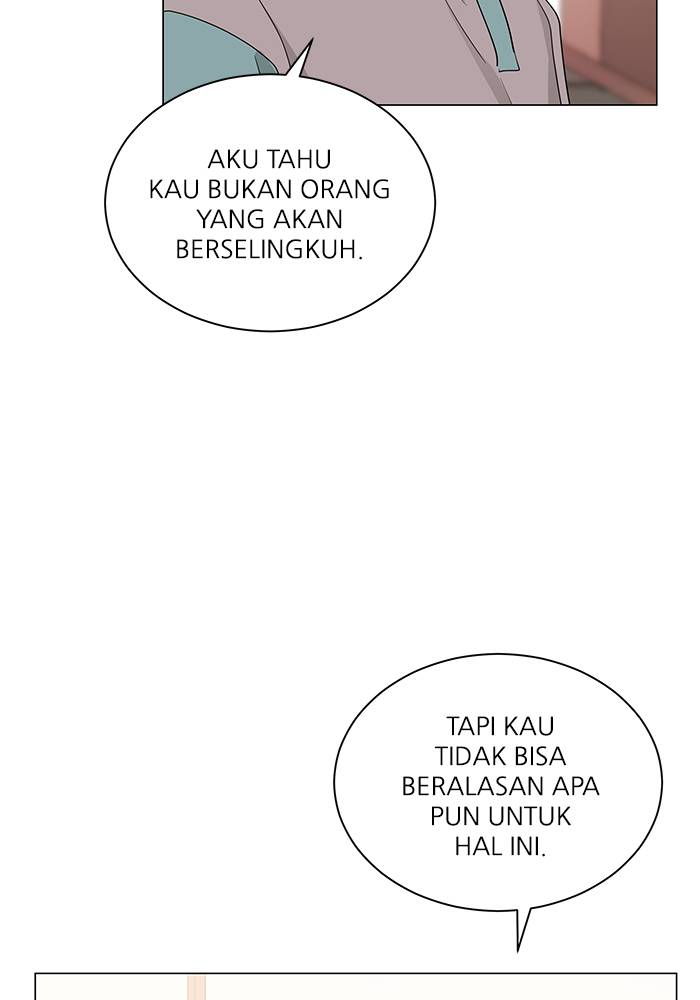 AKU TAHU
KAU BUKAN ORANG
YANG AKAN
BERSELINGKUH.
TAPI KAU
TIDAK BISA
BERALASAN APA
PUN UNTUK
HAL INI.